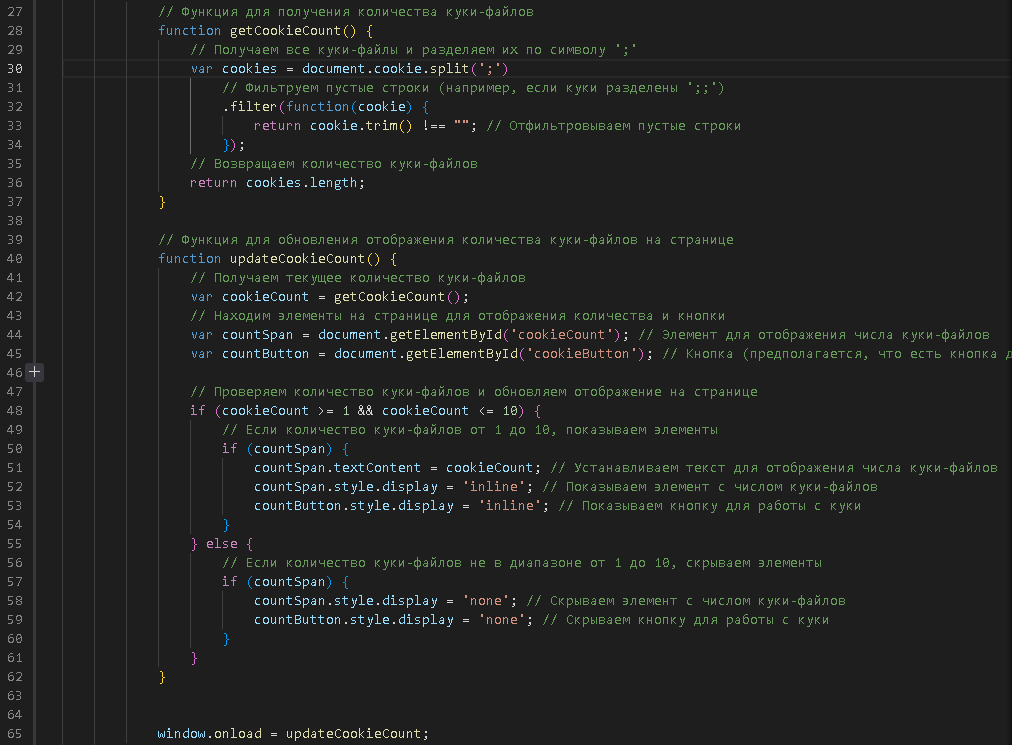 27 // Функция для получения количества куки-файлов
28 function getCookieCount() {
29 // Получаем все куки-файлы и разделяем их по символу ';'
30 var cookies = document.cookie.split(';')
31 // Фильтруем пустые строки (например, если куки разделены ';;')
32 .filter(function(cookie) {
33 return cookie.trim() !== ""; // Отфильтровываем пустые строки
34 });
35 // Возвращаем количество куки-файлов
36 return cookies.length;
37 }
38
39 // Функция для обновления отображения количества куки-файлов на странице
40 function updateCookieCount() {
41 // Получаем текущее количество куки-файлов
42 var cookieCount = getCookieCount();
43 // Находим элементы на странице для отображения количества и кнопки
44 var countSpan = document.getElementById('cookieCount'); // Элемент для отображения числа куки-файлов
45 var countButton = document.getElementById('cookieButton'); // Кнопка (предполагается, что есть кнопка д
46
47 // Проверяем количество куки-файлов и обновляем отображение на странице
48 if (cookieCount >= 1 && cookieCount <= 10) {
49 // Если количество куки-файлов от 1 до 10, показываем элементы
50 if (countSpan) {
51 countSpan.textContent = cookieCount; // Устанавливаем текст для отображения числа куки-файлов
52 countSpan.style.display = 'inline'; // Показываем элемент с числом куки-файлов
53 countButton.style.display = 'inline'; // Показываем кнопку для работы с куки
54 }
55 } else {
56 // Если количество куки-файлов не в диапазоне от 1 до 10, скрываем элементы
57 if (countSpan) {
58 countSpan.style.display = 'none'; // Скрываем элемент с числом куки-файлов
59 countButton.style.display = 'none'; // Скрываем кнопку для работы с куки
60 }
61 }
62 }
63
64
65 window.onload = updateCookieCount;